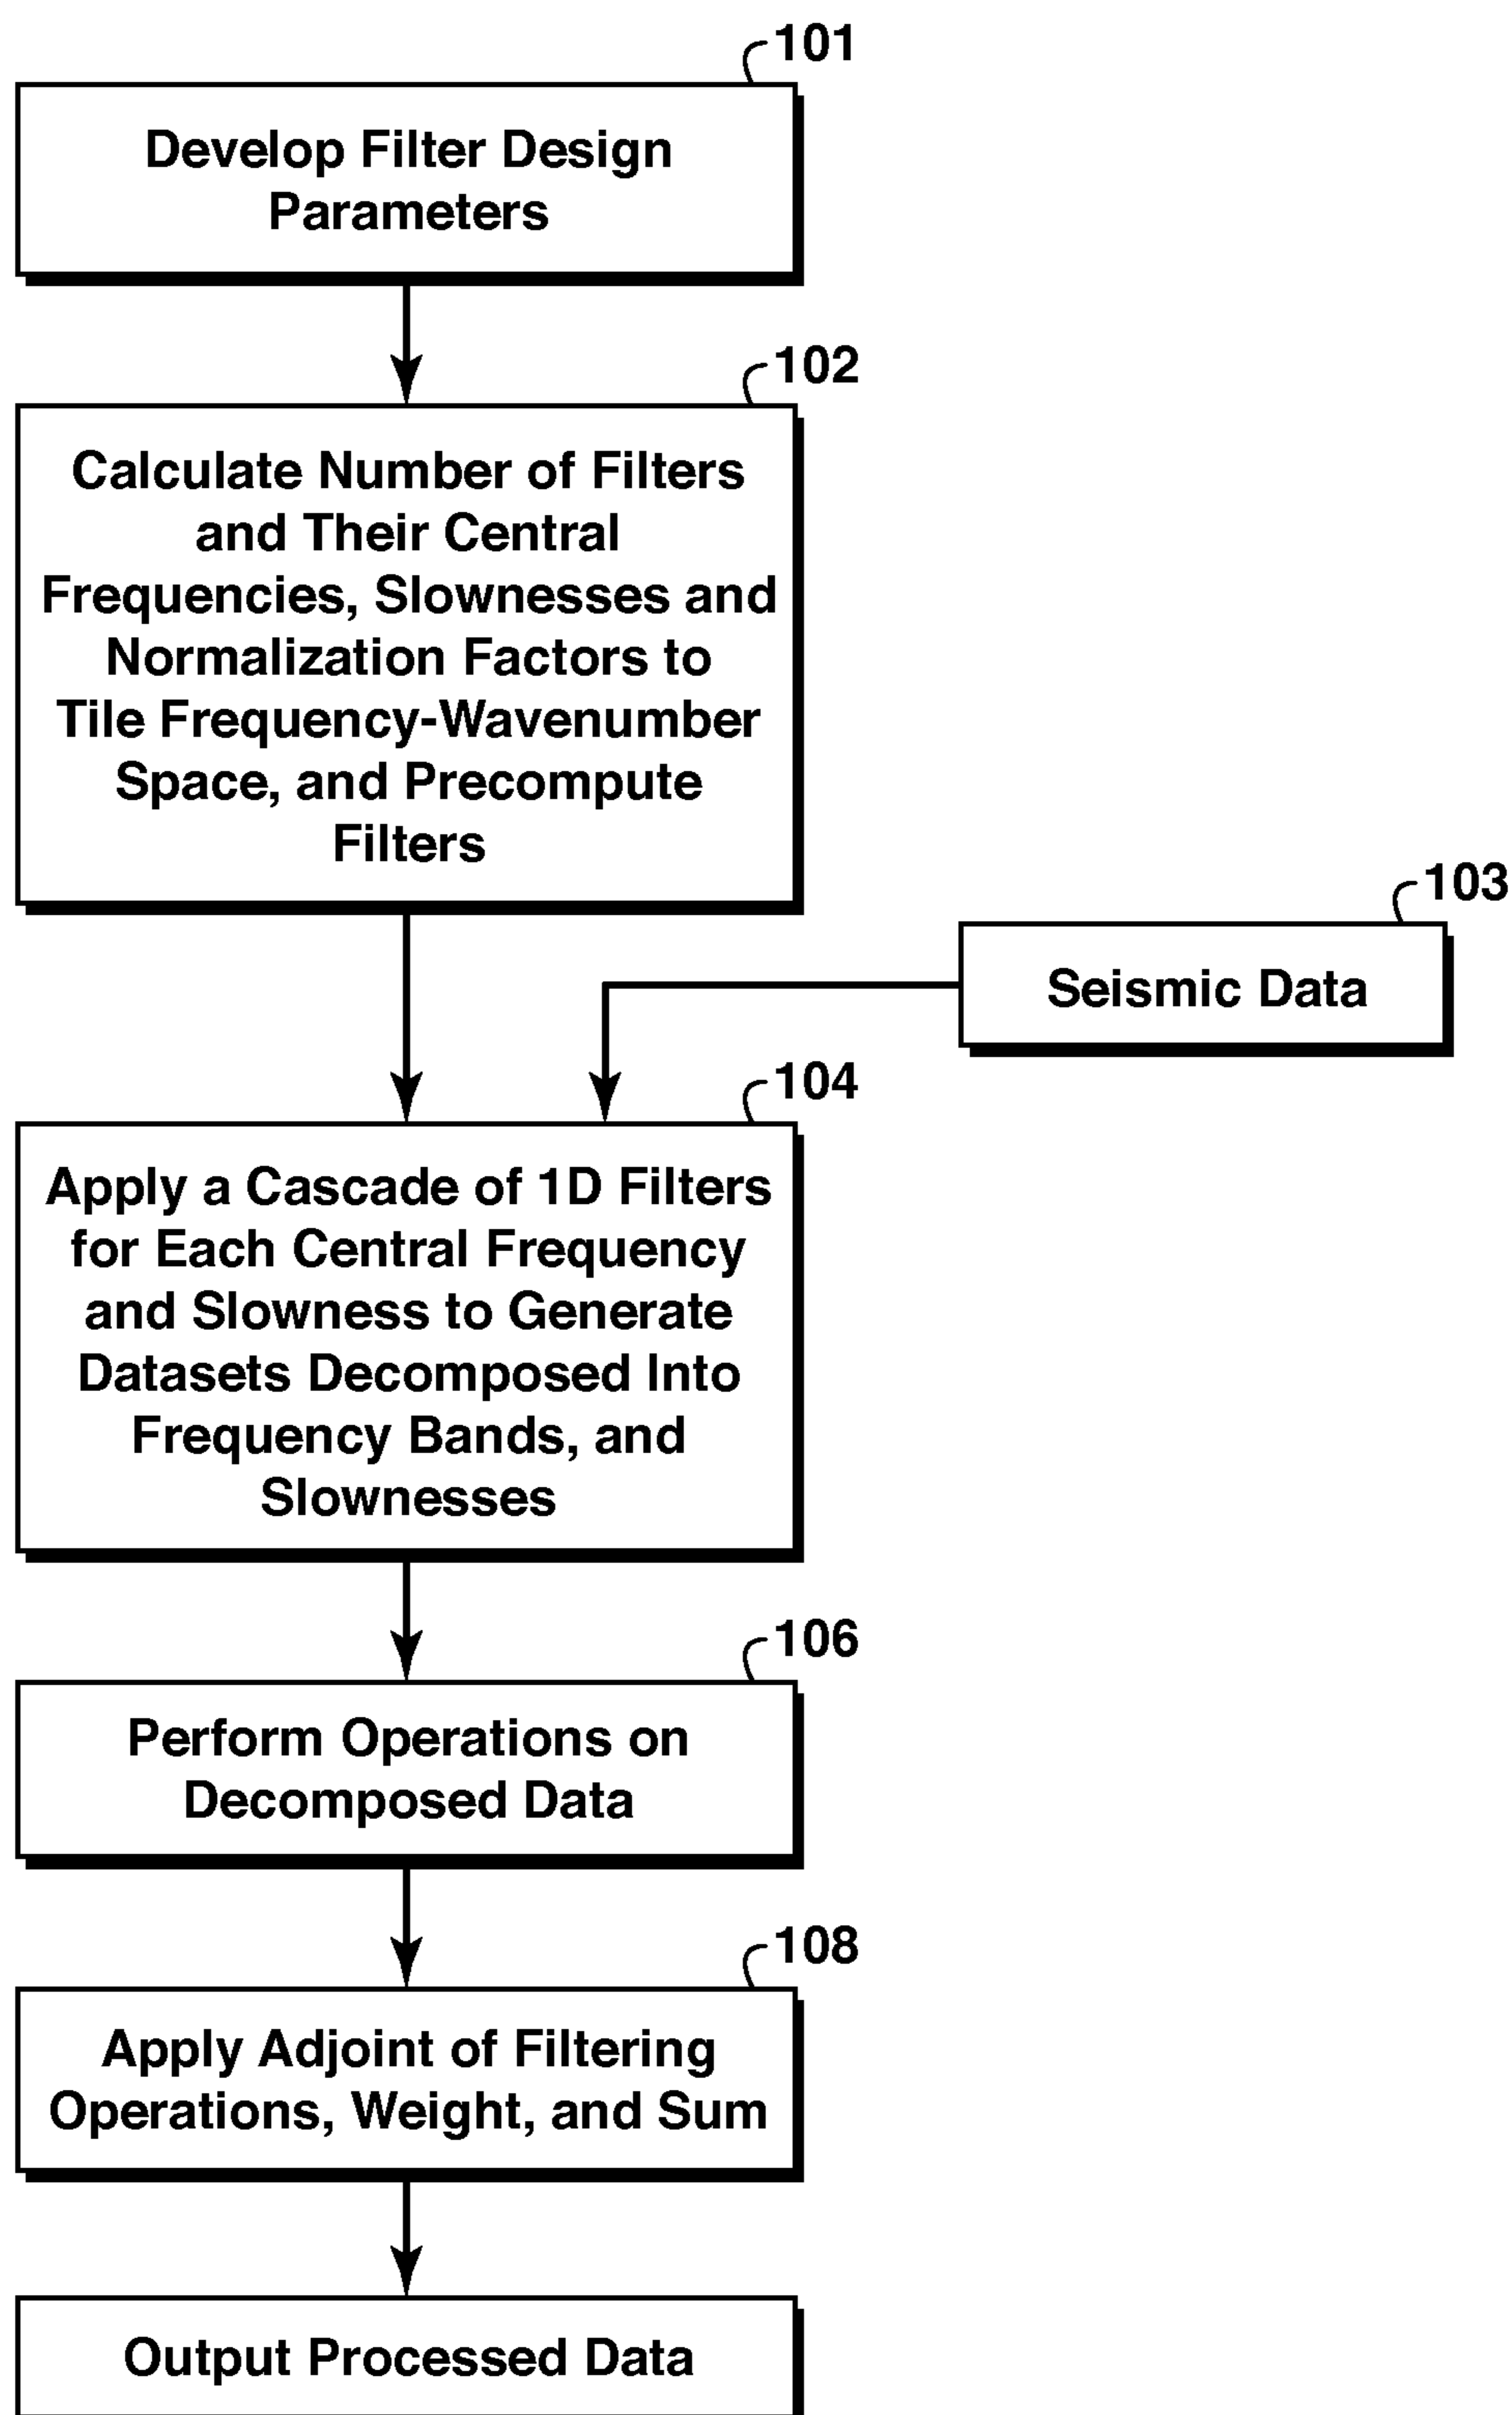 101
Develop Filter Design
Parameters
102
Calculate Number of Filters
and Their Central
Frequencies, Slownesses and
Normalization Factors to
Tile Frequency-Wavenumber
Space, and Precompute
Filters
103
Seismic Data
104
Apply a Cascade of 1D Filters
for Each Central Frequency
and Slowness to Generate
Datasets Decomposed Into
Frequency Bands, and
Slownesses
106
Perform Operations on
Decomposed Data
108
Apply Adjoint of Filtering
Operations, Weight, and Sum
Output Processed Data